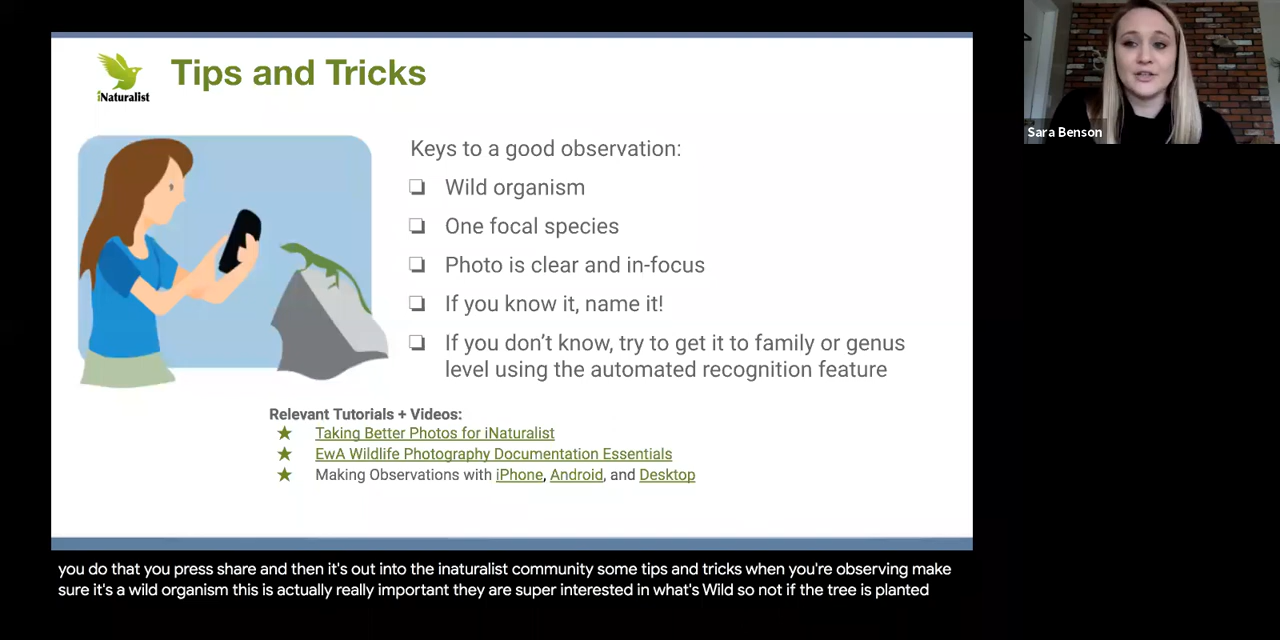 iNaturalist
Tips and Tricks
Keys to a good observation:
❏ Wild organism
❏ One focal species
❏ Photo is clear and in-focus
❏ If you know it, name it!
❏ If you don’t know, try to get it to family or genus
level using the automated recognition feature
Relevant Tutorials + Videos:
★ Taking Better Photos for iNaturalist
★ EwA Wildlife Photography Documentation Essentials
★ Making Observations with iPhone, Android, and Desktop
Sara Benson
you do that you press share and then it's out into the inaturalist community some tips and tricks when you're observing make
sure it's a wild organism this is actually really important they are super interested in what's Wild so not if the tree is planted